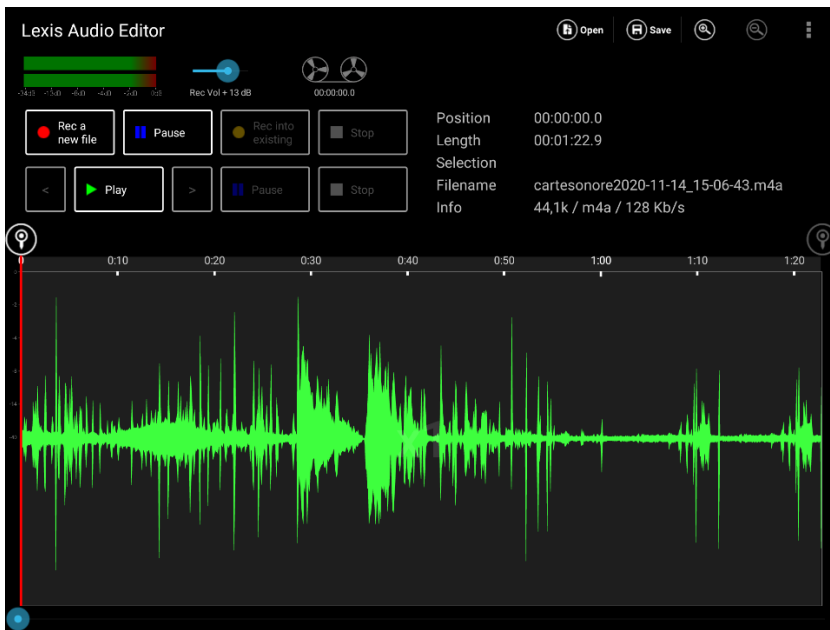 Lexis Audio Editor
Open
Save
Rec Vol + 13 dB
00:00:00.0
Rec a
new file
Pause
Rec into
existing
Stop
<
Play
>
Pause
Stop
Position 00:00:00.0
Length 00:01:22.9
Selection
Filename cartesonore2020-11-14_15-06-43.m4a
Info 44,1k / m4a / 128 Kb/s
0 0:10 0:20 0:30 0:40 0:50 1:00 1:10 1:20